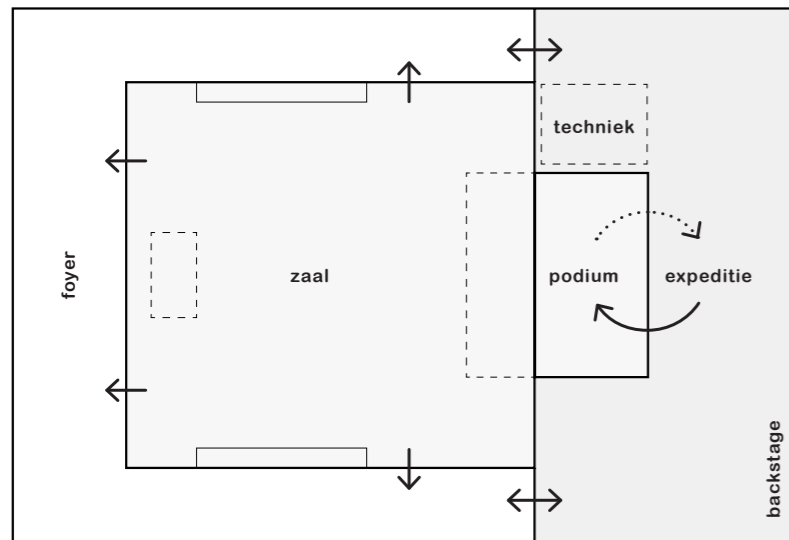 techniek
foyer
zaal
podium
expeditie
backstage